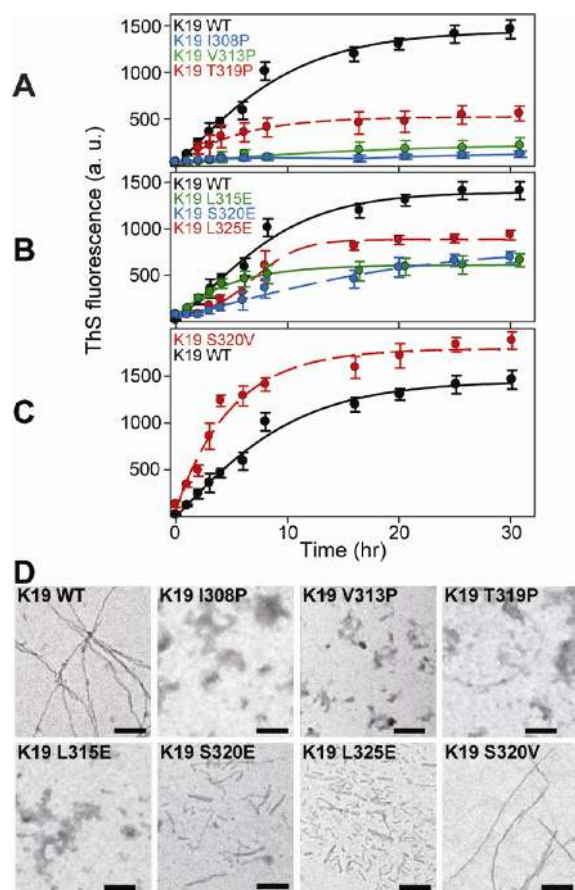 A
1500
1000
500
K19 WT
K19 I308P
K19 V313P
K19 T319P
B
1500
1000
500
K19 WT
K19 L315E
K19 S320E
K19 L325E
ThS fluorescence (a. u.)
C
1500
1000
500
K19 S320V
K19 WT
0 10 20 30
Time (hr)
D
K19 WT K19 I308P K19 V313P K19 T319P
K19 L315E K19 S320E K19 L325E K19 S320V